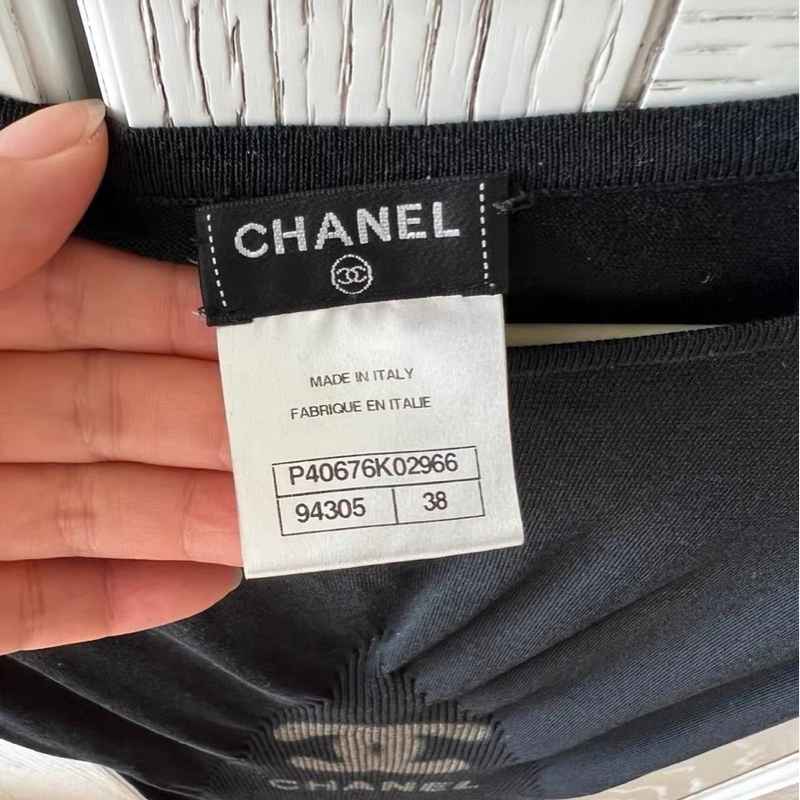 CHANEL
MADE IN ITALY
FABRIQUE EN ITALIE
P40676K02966
94305 38
CHANEL